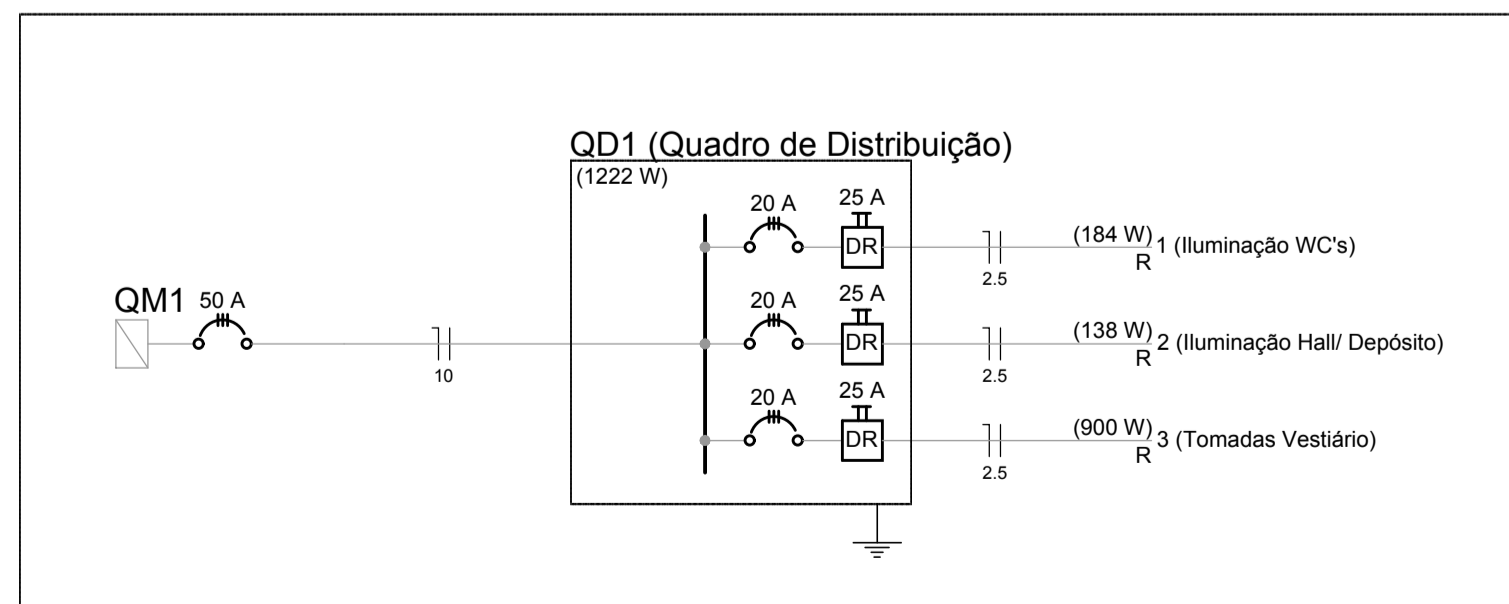 QD1 (Quadro de Distribuição)
(1222 W)
20 A
25 A
DR
2.5
(184 W)
R
1 (Iluminação WC's)
QM1
50 A
10
20 A
25 A
DR
2.5
(138 W)
R
2 (Iluminação Hall/ Depósito)
20 A
25 A
DR
2.5
(900 W)
R
3 (Tomadas Vestiário)